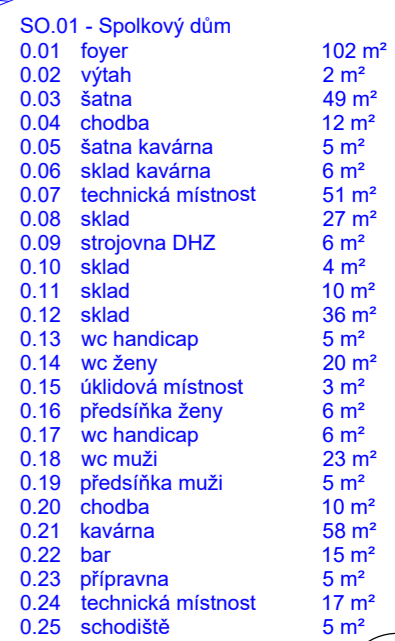 SO.01 - Spolkový dům
0.01 foyer 102 m²
0.02 výtah 2 m²
0.03 šatna 49 m²
0.04 chodba 12 m²
0.05 šatna kavárna 5 m²
0.06 sklad kavárna 6 m²
0.07 technická místnost 51 m²
0.08 sklad 27 m²
0.09 strojovna DHZ 6 m²
0.10 sklad 4 m²
0.11 sklad 10 m²
0.12 sklad 36 m²
0.13 wc handicap 5 m²
0.14 wc ženy 20 m²
0.15 úklidová místnost 3 m²
0.16 předsíňka ženy 6 m²
0.17 wc handicap 6 m²
0.18 wc muži 23 m²
0.19 předsíňka muži 5 m²
0.20 chodba 10 m²
0.21 kavárna 58 m²
0.22 bar 15 m²
0.23 přípravna 5 m²
0.24 technická místnost 17 m²
0.25 schodiště 5 m²